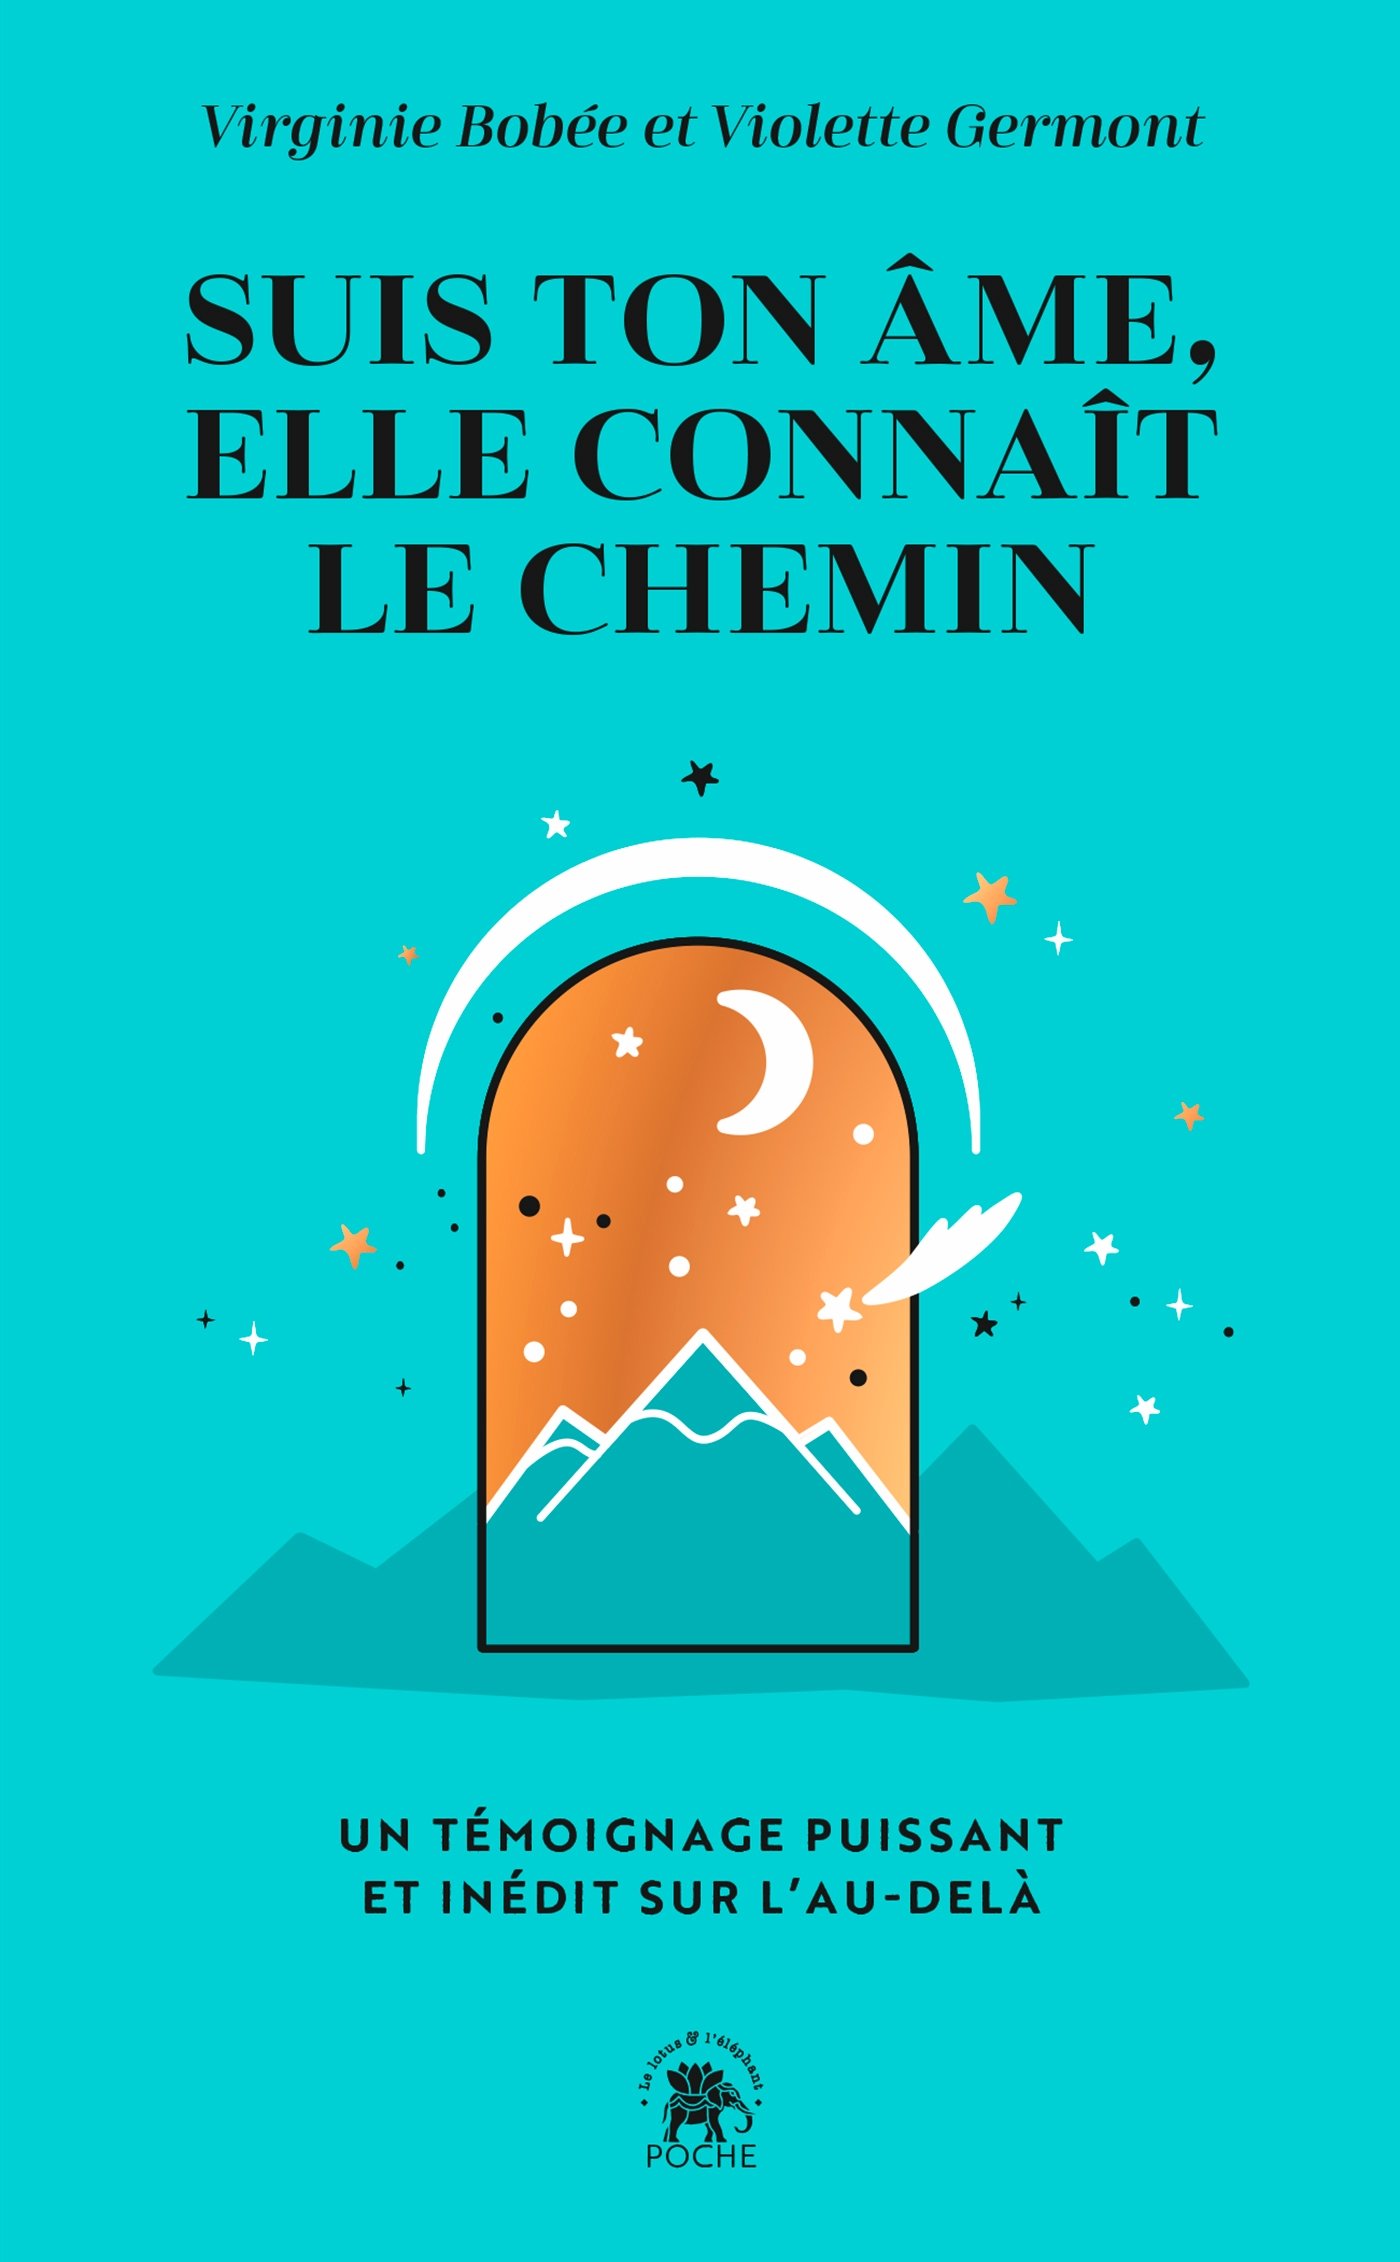 Virginie Bobée et Violette Germont
SUIS TON ÂME,
ELLE CONNAÎT
LE CHEMIN
UN TÉMOIGNAGE PUISSANT
ET INÉDIT SUR L'AU-DELÀ
Le lotus & l'éléphant
POCHE